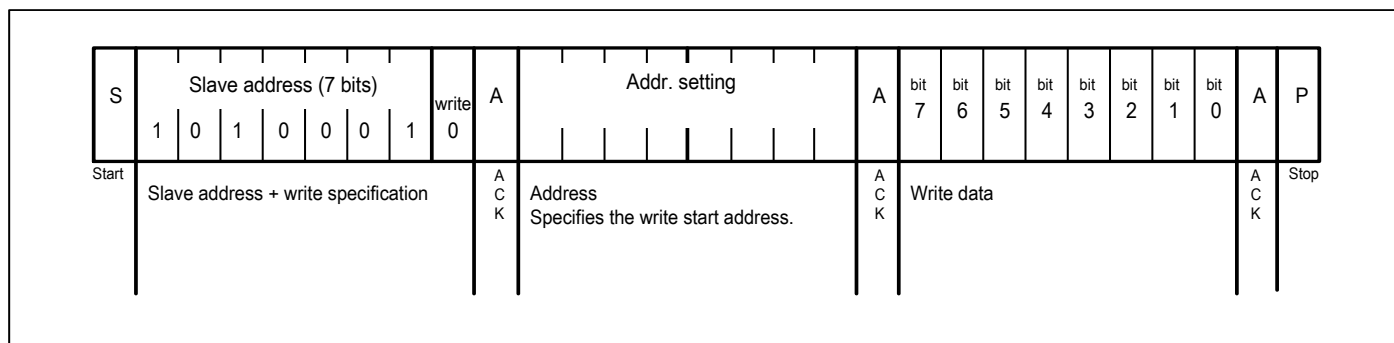 S
Slave address (7 bits)
1 0 1 0 0 0 1
write
0
A
Addr. setting
A
bit 7
bit 6
bit 5
bit 4
bit 3
bit 2
bit 1
bit 0
A
P
Start
Slave address + write specification
A
C
K
Address
Specifies the write start address.
A
C
K
Write data
A
C
K
Stop